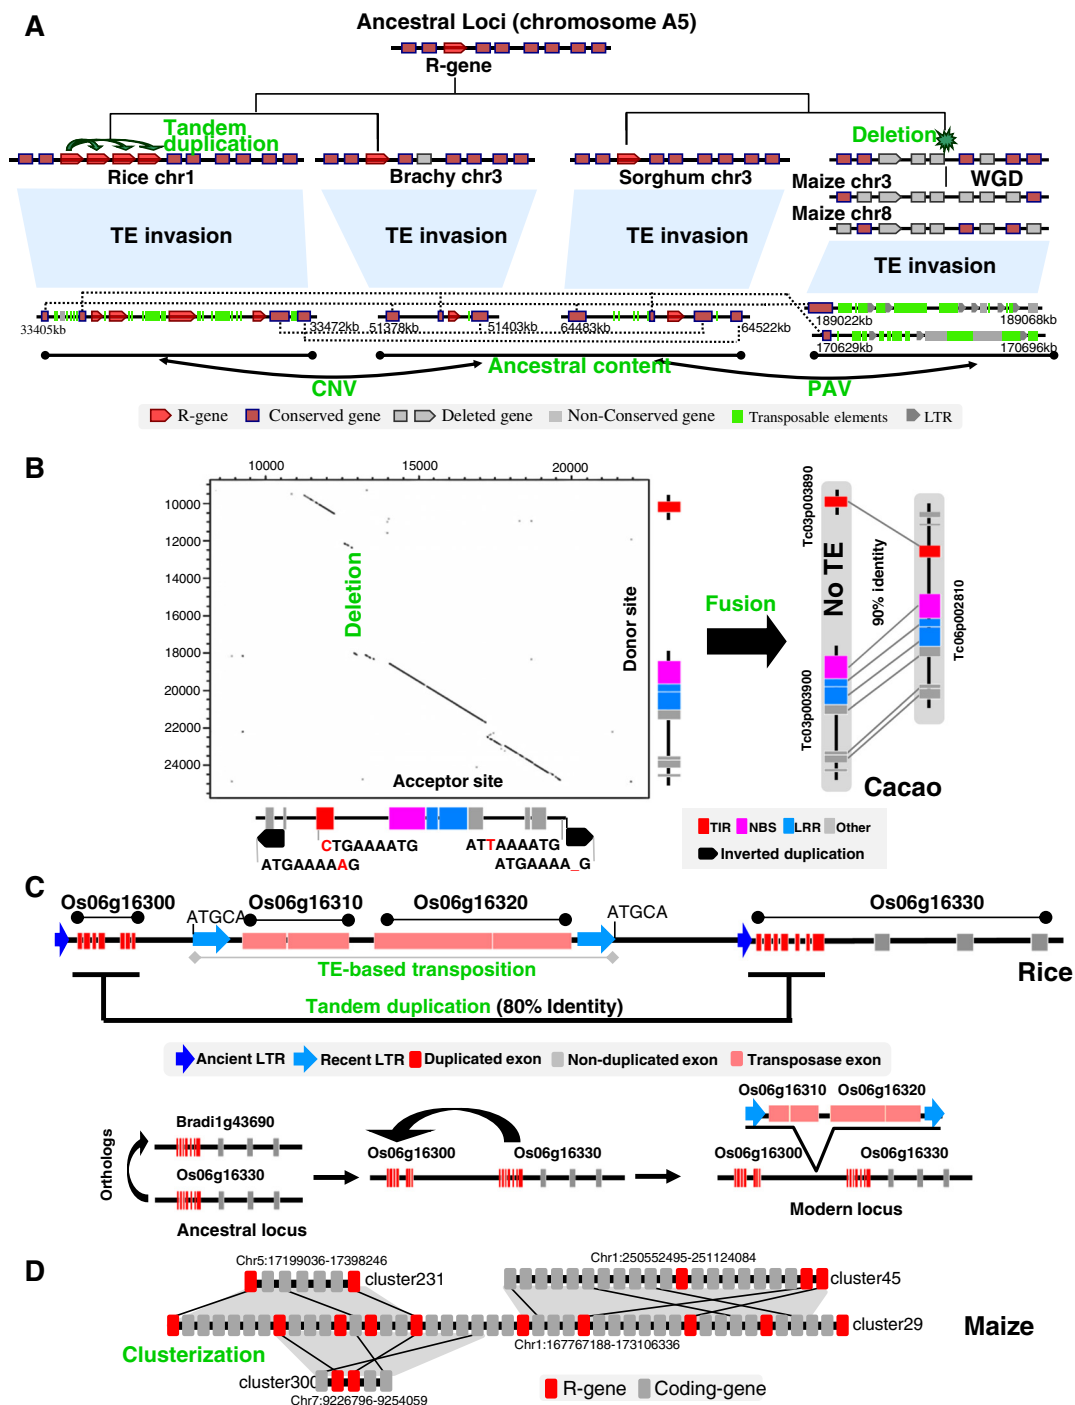 A
Ancestral Loci (chromosome A5)
R-gene
Tandem
duplication
Deletion
Rice chr1
Brachy chr3
Sorghum chr3
WGD
Maize chr3
Maize chr8
TE invasion
TE invasion
TE invasion
TE invasion
33405kb
33472kb
51378kb
51403kb
64483kb
64522kb
189022kb
189068kb
170629kb
170696kb
Ancestral content
CNV
PAV
R-gene
Conserved gene
Deleted gene
Non-Conserved gene
Transposable elements
LTR
B
10000
15000
20000
10000
12000
14000
16000
18000
20000
22000
24000
Deletion
Donor site
Acceptor site
Fusion
Tc03p003890
No TE
90% identity
Tc06p002810
Tc03p003900
Cacao
CTGAAAATG
ATTAAAATG
ATGAAAAAG
ATGAAAA_G
TIR
NBS
LRR
Other
Inverted duplication
C
Os06g16300
ATGCA
Os06g16310
Os06g16320
ATGCA
Os06g16330
TE-based transposition
Rice
Tandem duplication (80% Identity)
Ancient LTR
Recent LTR
Duplicated exon
Non-duplicated exon
Transposase exon
Os06g16310
Os06g16320
Orthologs
Bradi1g43690
Os06g16330
Ancestral locus
Os06g16300
Os06g16330
Os06g16300
Os06g16330
Modern locus
D
Chr5:17199036-17398246
cluster231
Chr1:250552495-251124084
cluster45
cluster29
Maize
Chr1:167767188-173106336
Clusterization
cluster300
Chr7:9226796-9254059
R-gene
Coding-gene